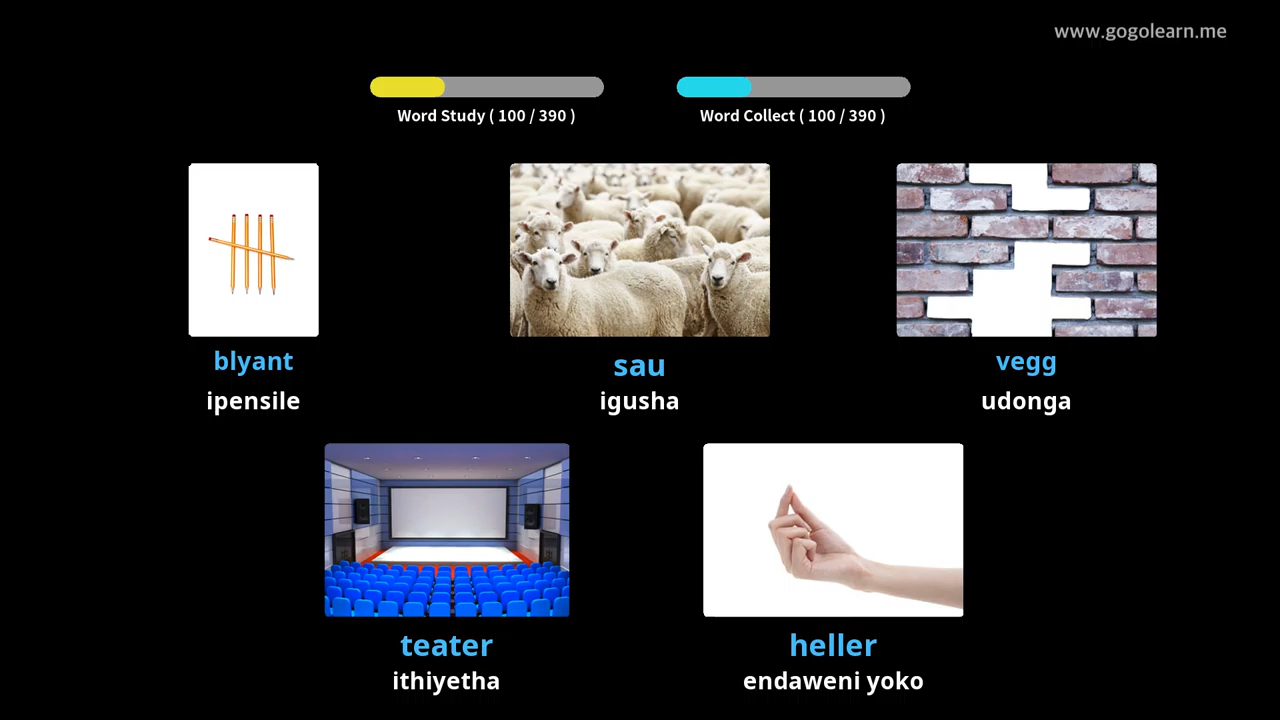 www.gogolearn.me
Word Study ( 100 / 390 )
Word Collect ( 100 / 390 )
blyant
ipensile
sau
igusha
vegg
udonga
teater
ithiyetha
heller
endaweni yoko